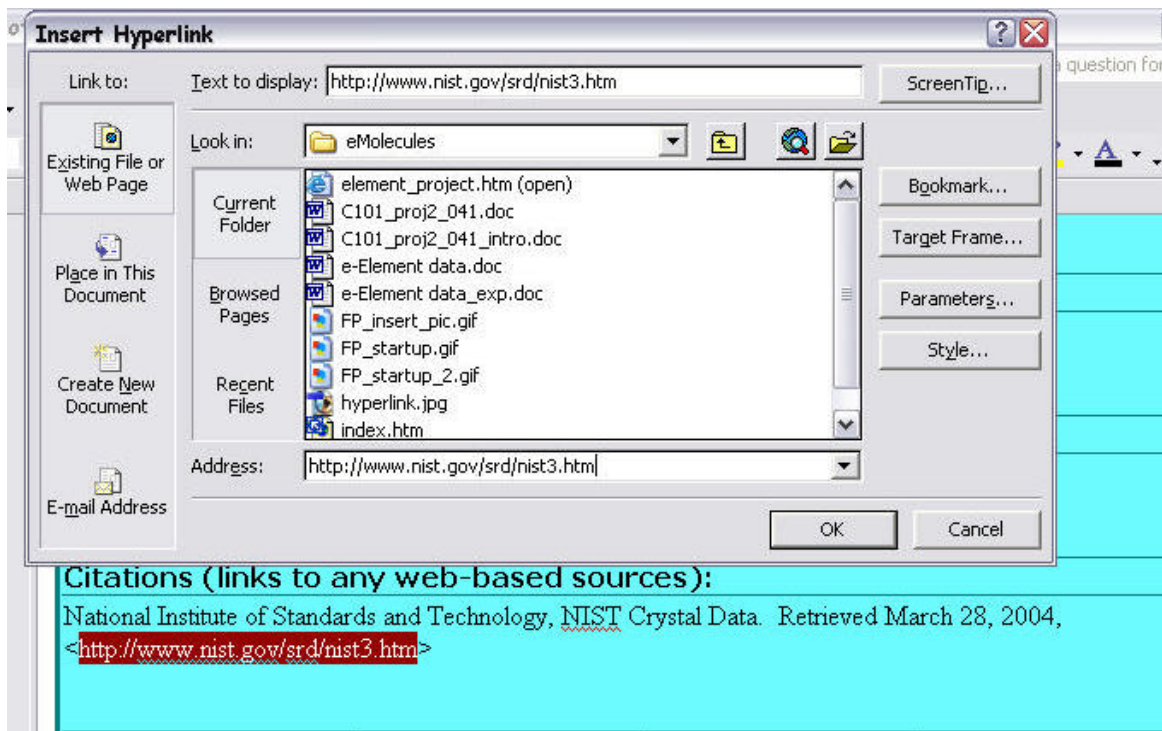 Insert Hyperlink
Link to:
Text to display: http://www.nist.gov/srd/nist3.htm
ScreenTip...
a question for
Existing File or
Web Page
Place in This
Document
Create New
Document
E-mail Address
Look in: eMolecules
Current
Folder
Browsed
Pages
Recent
Files
element_project.htm (open)
C101_proj2_041.doc
C101_proj2_041_intro.doc
e-Element data.doc
e-Element data_exp.doc
FP_insert_pic.gif
FP_startup.gif
FP_startup_2.gif
hyperlink.jpg
index.htm
Bookmark...
Target Frame...
Parameters...
Style...
A
Address: http://www.nist.gov/srd/nist3.htm
OK
Cancel
Citations (links to any web-based sources):
National Institute of Standards and Technology, NIST Crystal Data. Retrieved March 28, 2004,
<http://www.nist.gov/srd/nist3.htm>